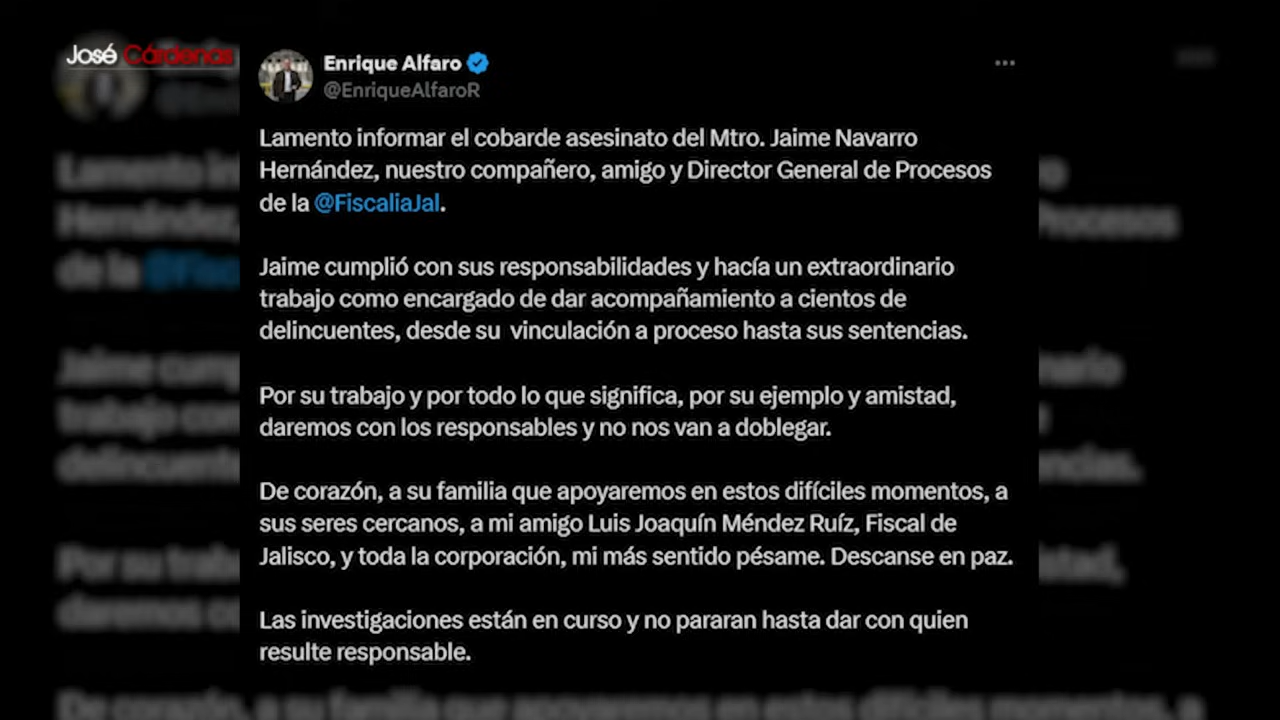 José Cárdenas
Enrique Alfaro
@EnriqueAlfaroR
Lamento informar el cobarde asesinato del Mtro. Jaime Navarro
Hernández, nuestro compañero, amigo y Director General de Procesos
de la @FiscaliaJal.
Jaime cumplió con sus responsabilidades y hacía un extraordinario
trabajo como encargado de dar acompañamiento a cientos de
delincuentes, desde su  vinculación a proceso hasta sus sentencias.
Por su trabajo y por todo lo que significa, por su ejemplo y amistad,
daremos con los responsables y no nos van a doblegar.
De corazón, a su familia que apoyaremos en estos difíciles momentos, a
sus seres cercanos, a mi amigo Luis Joaquín Méndez Ruíz, Fiscal de
Jalisco, y toda la corporación, mi más sentido pésame. Descanse en paz.
Las investigaciones están en curso y no pararan hasta dar con quien
resulte responsable.